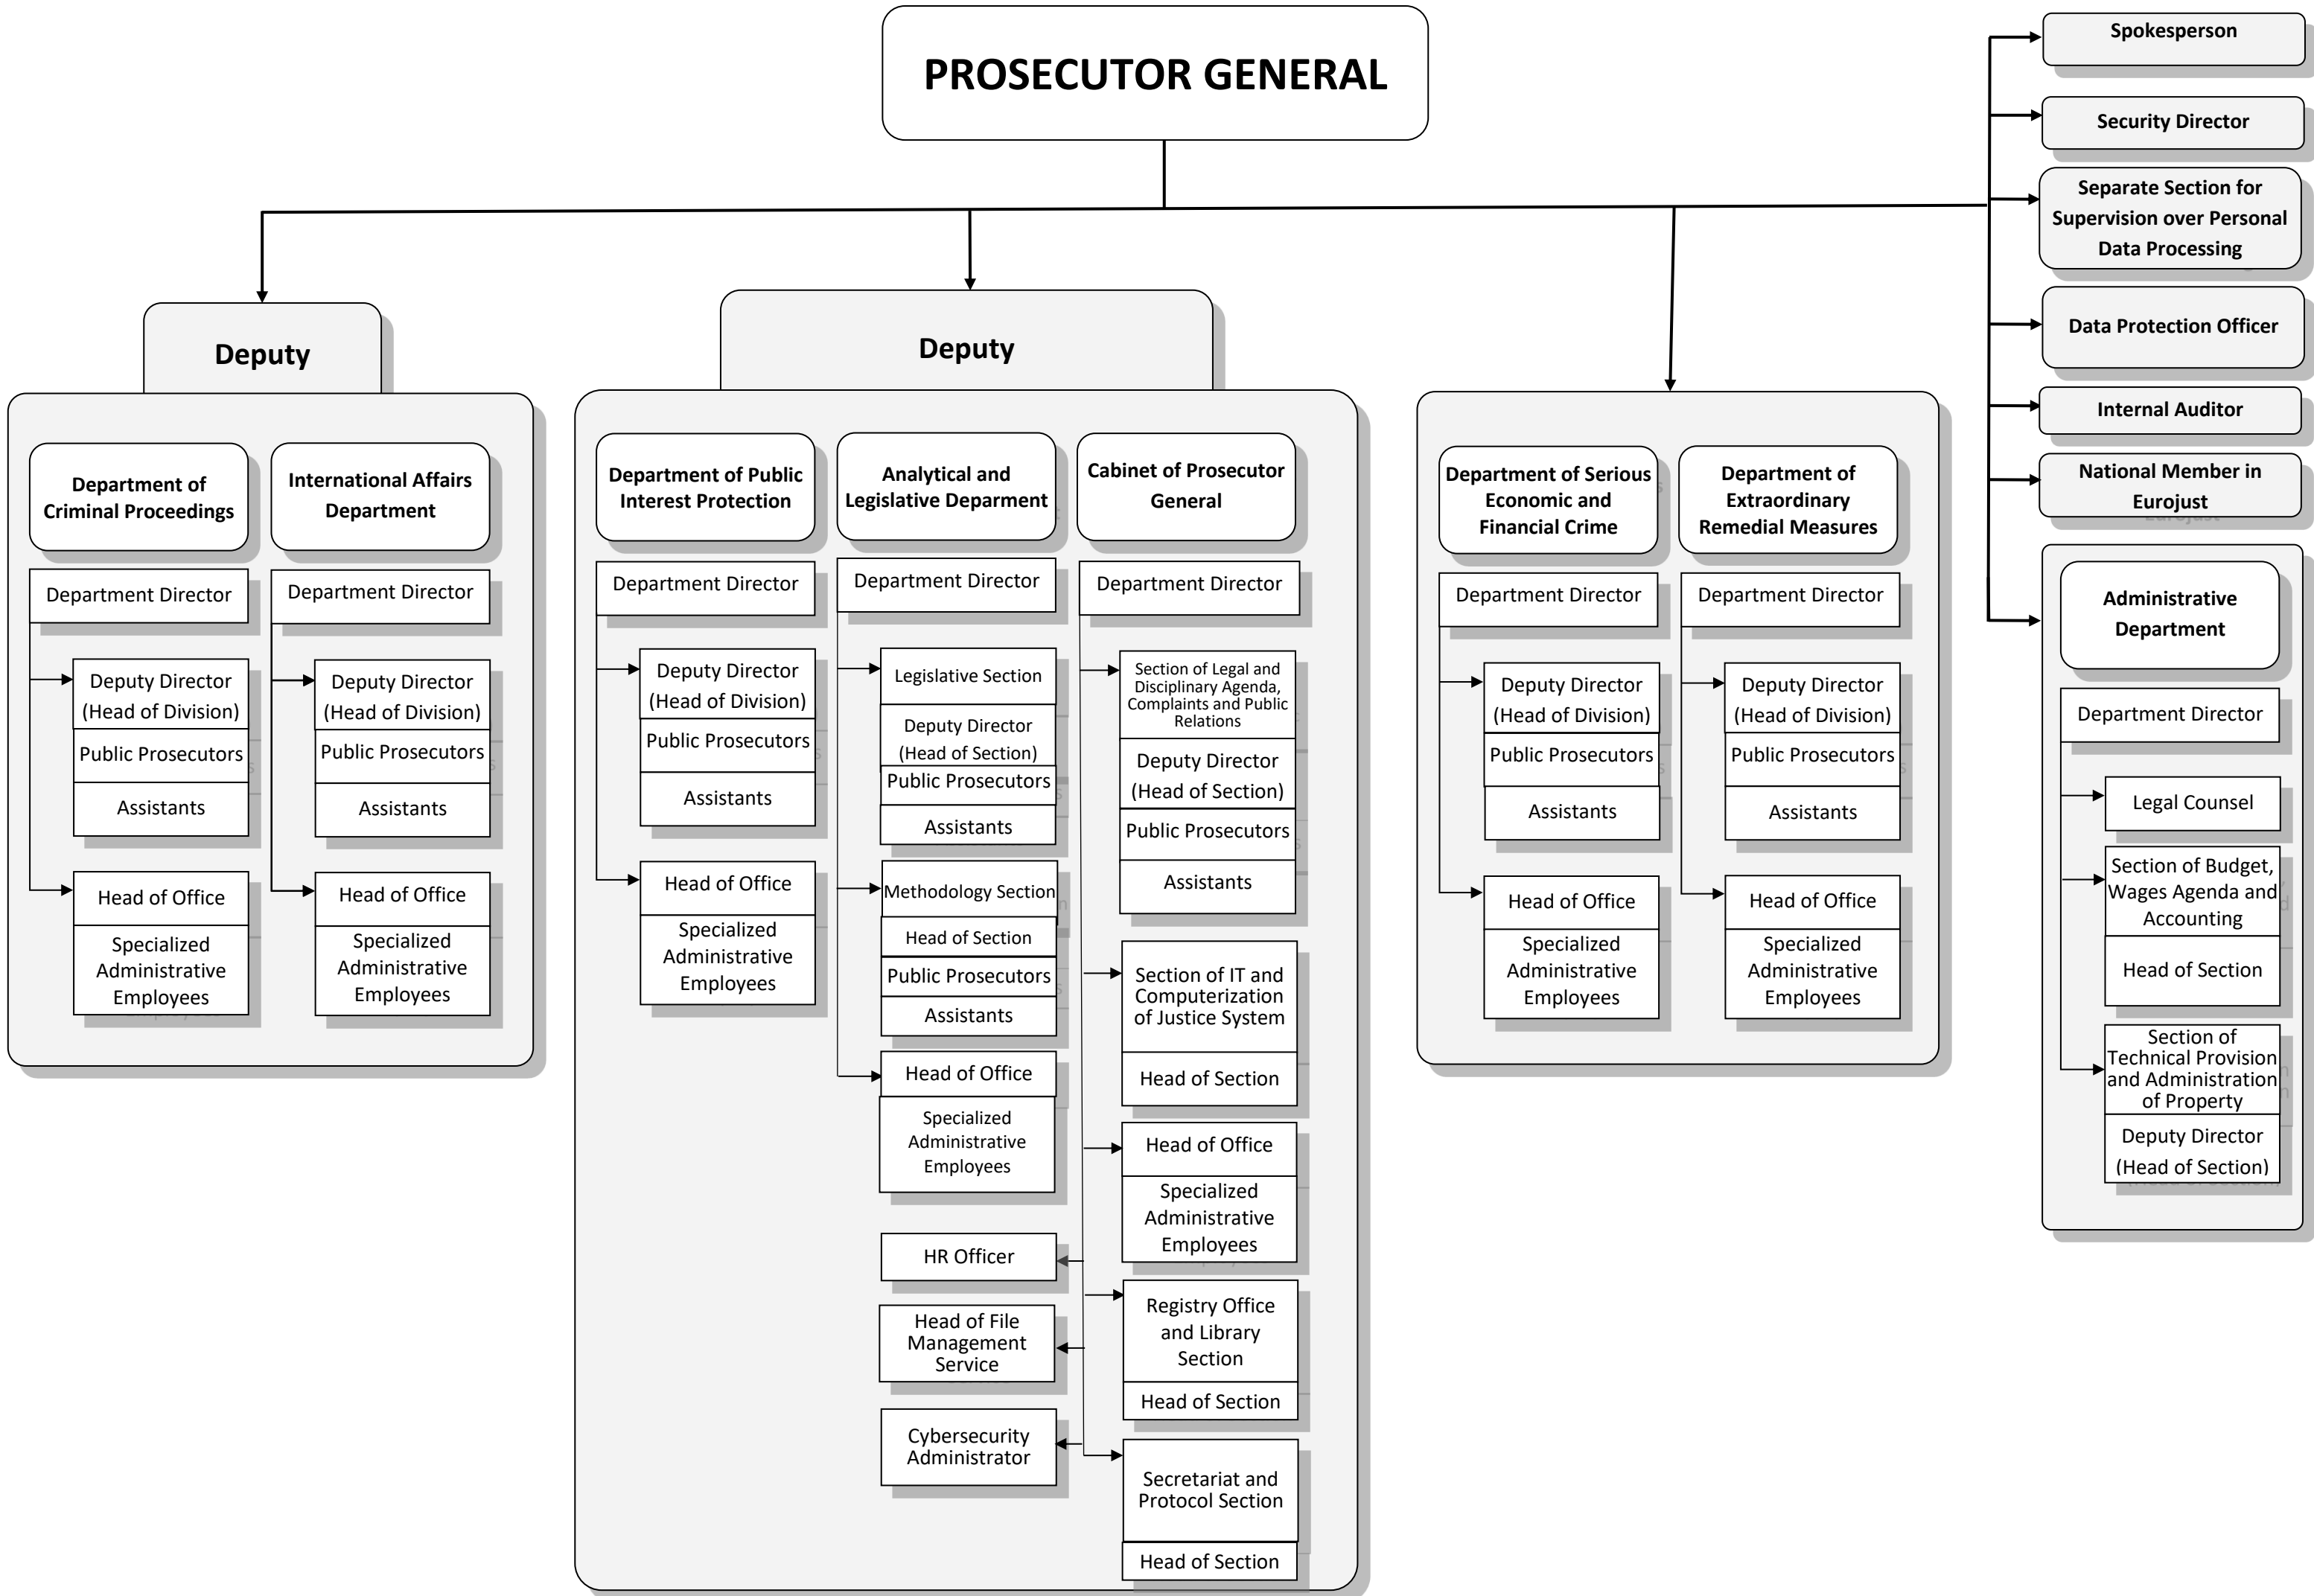 PROSECUTOR GENERAL
Spokesperson
Security Director
Separate Section for
Supervision over Personal
Data Processing
Data Protection Officer
Internal Auditor
National Member in
Eurojust
Deputy
Department of
Criminal Proceedings
Department Director
Deputy Director
(Head of Division)
Public Prosecutors
Assistants
Head of Office
Specialized
Administrative
Employees
International Affairs
Department
Department Director
Deputy Director
(Head of Division)
Public Prosecutors
Assistants
Head of Office
Specialized
Administrative
Employees
Deputy
Department of Public
Interest Protection
Department Director
Deputy Director
(Head of Division)
Public Prosecutors
Assistants
Head of Office
Specialized
Administrative
Employees
Analytical and
Legislative Deparment
Department Director
Legislative Section
Deputy Director
(Head of Section)
Public Prosecutors
Assistants
Methodology Section
Head of Section
Public Prosecutors
Assistants
Head of Office
Specialized
Administrative
Employees
HR Officer
Head of File
Management
Service
Cybersecurity
Administrator
Cabinet of Prosecutor
General
Department Director
Section of Legal and
Disciplinary Agenda,
Complaints and Public
Relations
Deputy Director
(Head of Section)
Public Prosecutors
Assistants
Section of IT and
Computerization
of Justice System
Head of Section
Head of Office
Specialized
Administrative
Employees
Registry Office
and Library
Section
Head of Section
Secretariat and
Protocol Section
Head of Section
Department of Serious
Economic and
Financial Crime
Department Director
Deputy Director
(Head of Division)
Public Prosecutors
Assistants
Head of Office
Specialized
Administrative
Employees
Department of
Extraordinary
Remedial Measures
Department Director
Deputy Director
(Head of Division)
Public Prosecutors
Assistants
Head of Office
Specialized
Administrative
Employees
Administrative
Department
Department Director
Legal Counsel
Section of Budget,
Wages Agenda and
Accounting
Head of Section
Section of
Technical Provision
and Administration
of Property
Deputy Director
(Head of Section)